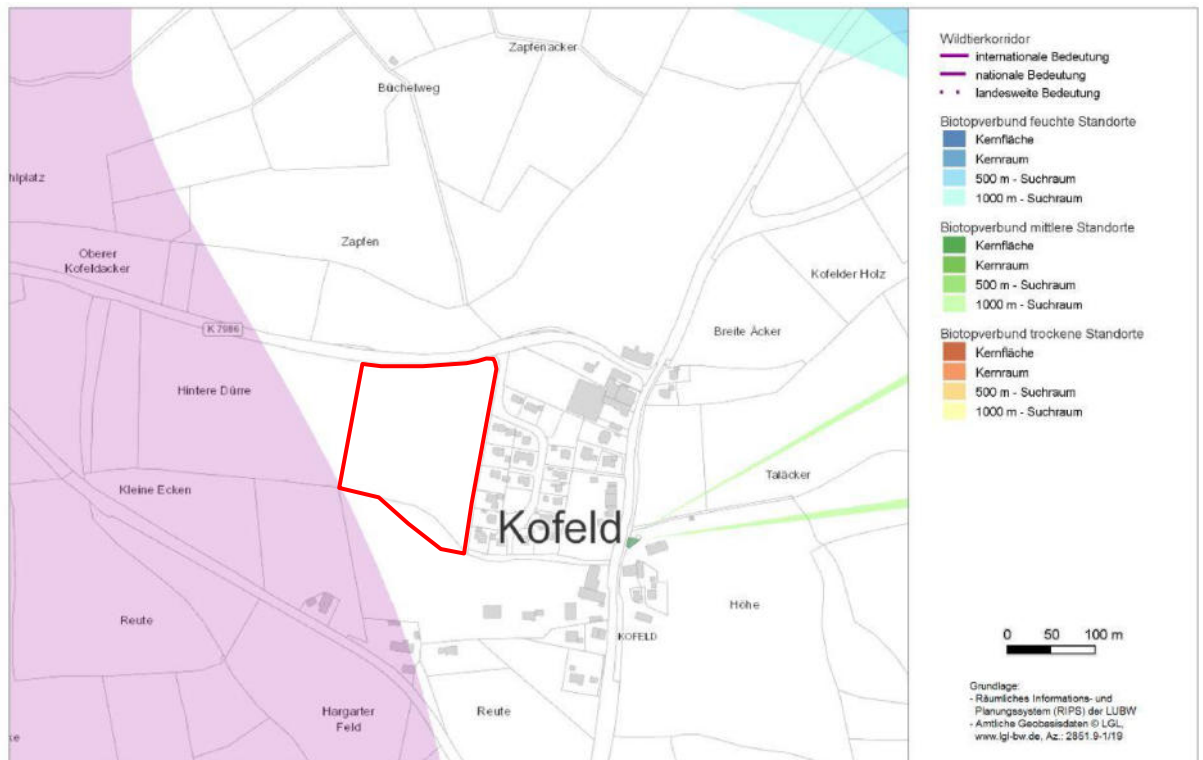 Zapfenacker
Büchelweg
hlplatz
Zapfen
Oberer
Kofeldacker
Kofelder Holz
K 7986
Breite Äcker
Hintere Dürre
Taläcker
Kleine Ecken
Kofeld
Höhe
Reute
KOFELD
Hargarter
Feld
Reute
ke
Wildtierkorridor
internationale Bedeutung
nationale Bedeutung
landesweite Bedeutung
Biotopverbund feuchte Standorte
Kernfläche
Kernraum
500 m - Suchraum
1000 m - Suchraum
Biotopverbund mittlere Standorte
Kernfläche
Kernraum
500 m - Suchraum
1000 m - Suchraum
Biotopverbund trockene Standorte
Kernfläche
Kernraum
500 m - Suchraum
1000 m - Suchraum
0 50 100 m
Grundlage:
- Räumliches Informations- und
Planungssystem (RIPS) der LUBW
- Amtliche Geobasisdaten © LGL,
www.lgl-bw.de, Az.: 2851.9-1/19